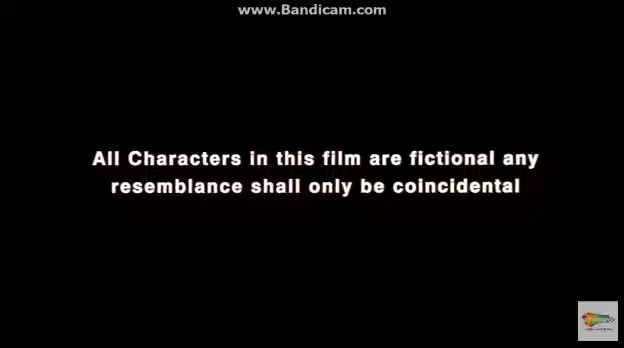 www.Bandicam.com
All Characters in this film are fictional any
resemblance shall only be coincidental